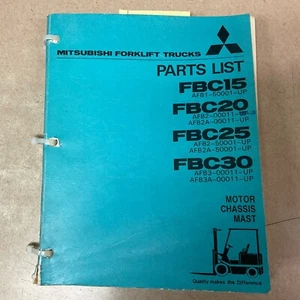 MITSUBISHI FORKLIFT TRUCKS
PARTS LIST
FBC15
AFB1-50001-UP
FBC20
AFB2-00011-UP
AFB2A-00011-UP
FBC25
AFB2-50001-UP
AFB2A-50001-UP
FBC30
AFB3-00011-UP
AFB3A-00011-UP
MOTOR
CHASSIS
MAST
Quality makes the Difference